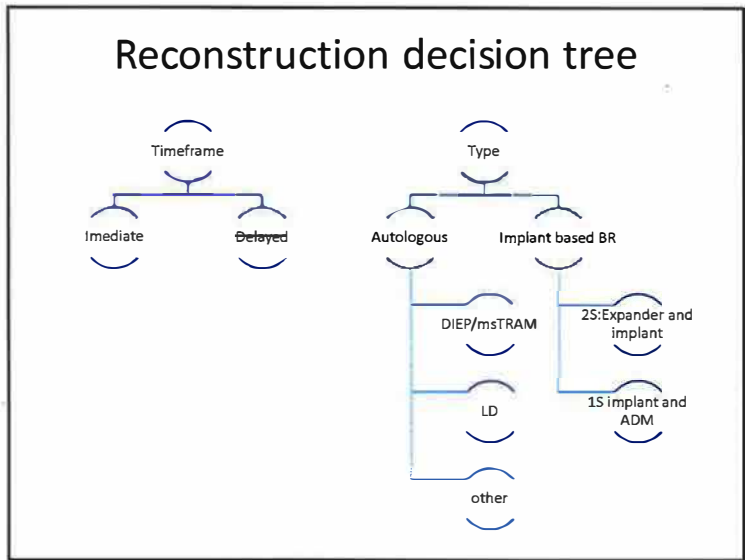 Reconstruction decision tree
Timeframe
Type
Imediate
Delayed
Autologous
Implant based BR
DIEP/msTRAM
2S:Expander and
implant
LD
1S implant and
ADM
other